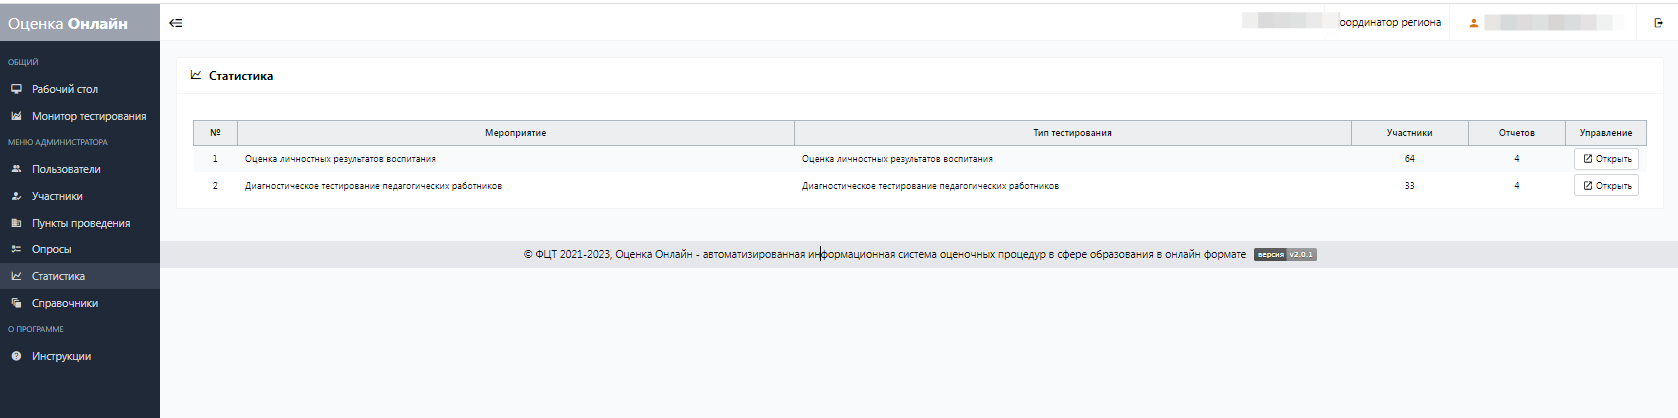 Оценка Онлайн
оординатор региона
ОБЩИЙ
Рабочий стол
Монитор тестирования
МЕНЮ АДМИНИСТРАТОРА
Пользователи
Участники
Пункты проведения
Опросы
Статистика
Справочники
О ПРОГРАММЕ
Инструкции
Статистика
№ Мероприятие Тип тестирования Участники Отчетов Управление
1 Оценка личностных результатов воспитания Оценка личностных результатов воспитания 64 4 Открыть
2 Диагностическое тестирование педагогических работников Диагностическое тестирование педагогических работников 33 4 Открыть
© ФЦТ 2021-2023, Оценка Онлайн - автоматизированная информационная система оценочных процедур в сфере образования в онлайн формате версия v2.0.1